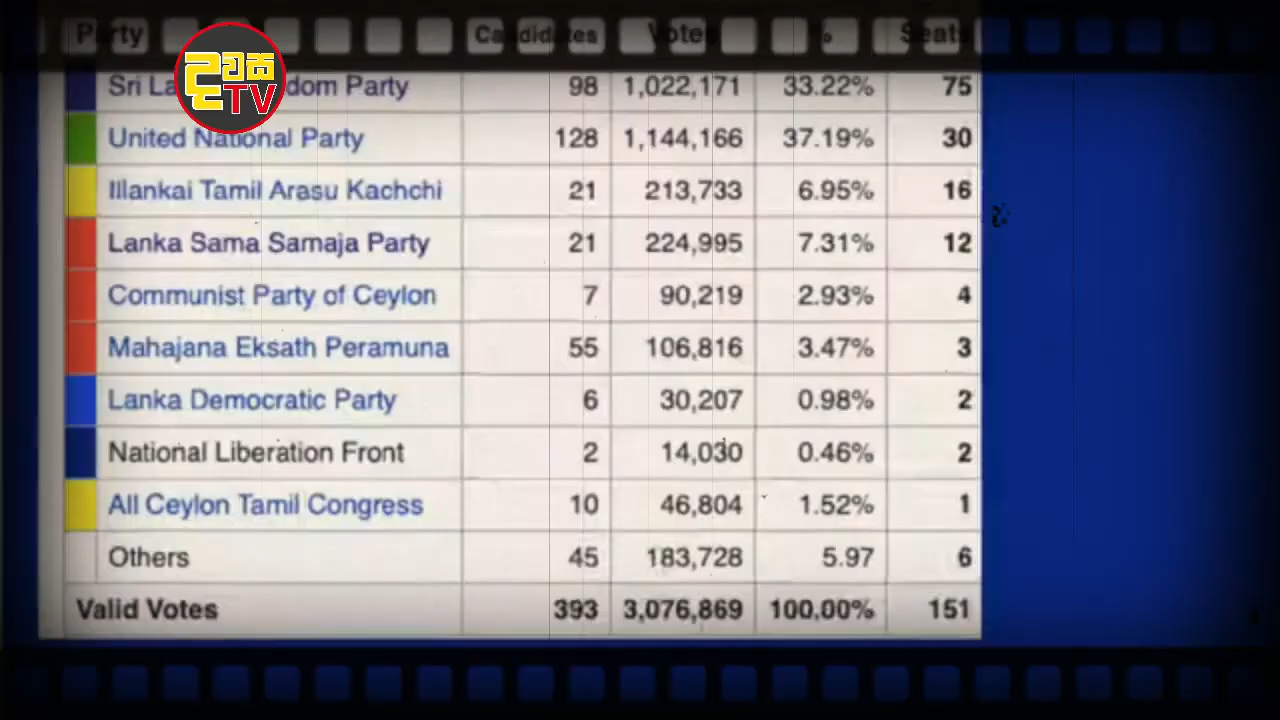 Party Candidates Votes % Seats
දවස
TV
Sri La dom Party 98 1,022,171 33.22% 75
United National Party 128 1,144,166 37.19% 30
Illankai Tamil Arasu Kachchi 21 213,733 6.95% 16
Lanka Sama Samaja Party 21 224,995 7.31% 12
Communist Party of Ceylon 7 90,219 2.93% 4
Mahajana Eksath Peramuna 55 106,816 3.47% 3
Lanka Democratic Party 6 30,207 0.98% 2
National Liberation Front 2 14,030 0.46% 2
All Ceylon Tamil Congress 10 46,804 1.52% 1
Others 45 183,728 5.97 6
Valid Votes 393 3,076,869 100.00% 151